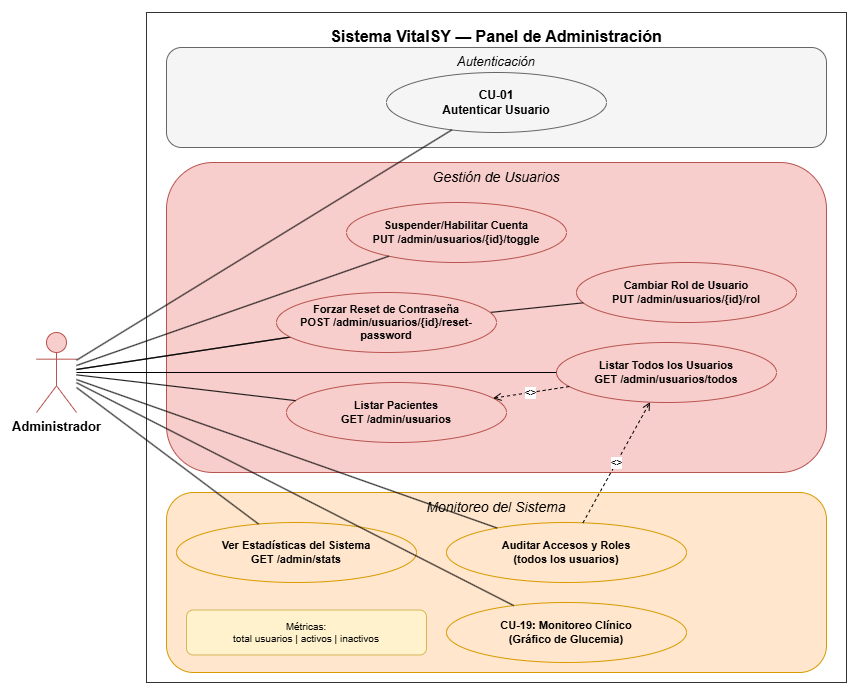 Sistema VitalSY — Panel de Administración
Autenticación
CU-01
Autenticar Usuario
Gestión de Usuarios
Suspender/Habilitar Cuenta
PUT /admin/usuarios/{id}/toggle
Cambiar Rol de Usuario
PUT /admin/usuarios/{id}/rol
Forzar Reset de Contraseña
POST /admin/usuarios/{id}/reset-
password
Listar Todos los Usuarios
GET /admin/usuarios/todos
<>
Listar Pacientes
GET /admin/usuarios
Administrador
<>
Monitoreo del Sistema
Ver Estadísticas del Sistema
GET /admin/stats
Auditar Accesos y Roles
(todos los usuarios)
Métricas:
total usuarios | activos | inactivos
CU-19: Monitoreo Clínico
(Gráfico de Glucemia)